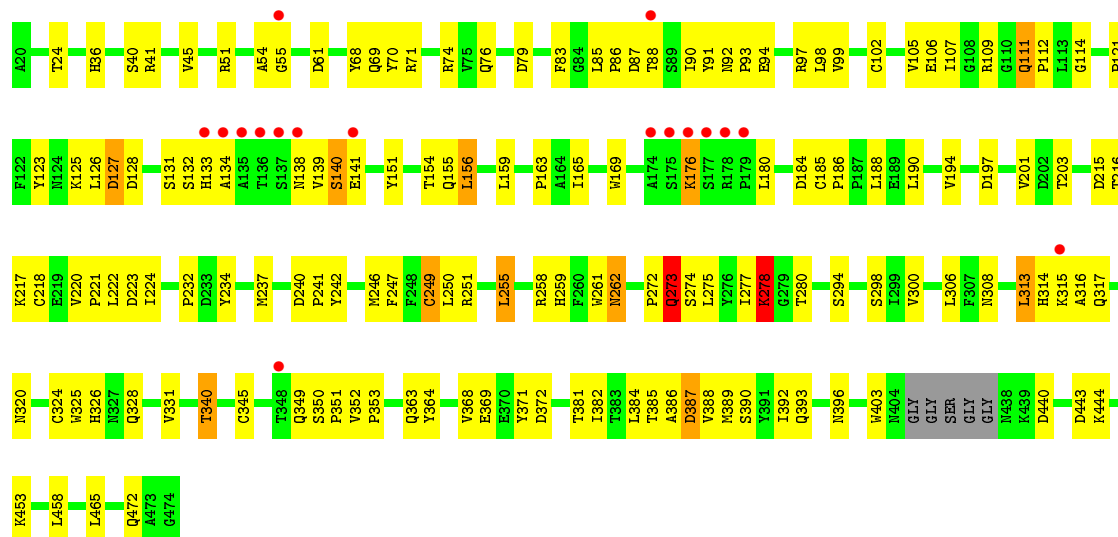 A20 T24 H36 S40 R41 V45 R51 A54 G55 D61 Y68 Q69 Y70 R71 R74 V75 Q76 D79 F83 G84 L85 P86 D87 T88 S89 I90 Y91 N92 P93 E94 R97 L98 V99 C102 V105 E106 I107 G108 R109 G110 Q111 P112 L113 G114
F122 Y123 N124 K125 L126 D127 D128 S131 S132 H133 A134 A135 T136 S137 N138 V139 S140 E141 Y151 T154 Q155 L156 L159 P163 A164 I165 W169 A174 S175 K176 S177 R178 P179 L180 D184 C185 P186 P187 L188 E189 L190 V194 D197 V201 D202 T203 D215
K217 C218 E219 V220 P221 L222 D223 L224 P232 D233 Y234 M237 D240 P241 Y242 M246 F247 F248 C249 L250 R251 L255 R258 H259 F260 W261 N262 P272 Q273 S274 L275 Y276 I277 K278 G279 T280 S294 S298 I299 V300 L306 F307 N308 L313 H314 K315 A316 Q317
N320 C324 W325 H326 N327 Q328 V331 T340 C345 T348 Q349 S350 P351 V352 P353 Q363 Y364 V368 E369 E370 Y371 D372 T381 I382 T383 L384 T385 A386 D387 V388 M389 S390 Y391 I392 Q393 N396 W403 N404 GLY GLY SER GLY GLY N438 K439 D440 D443 K444
K453 L458 L465 Q472 A473 G474